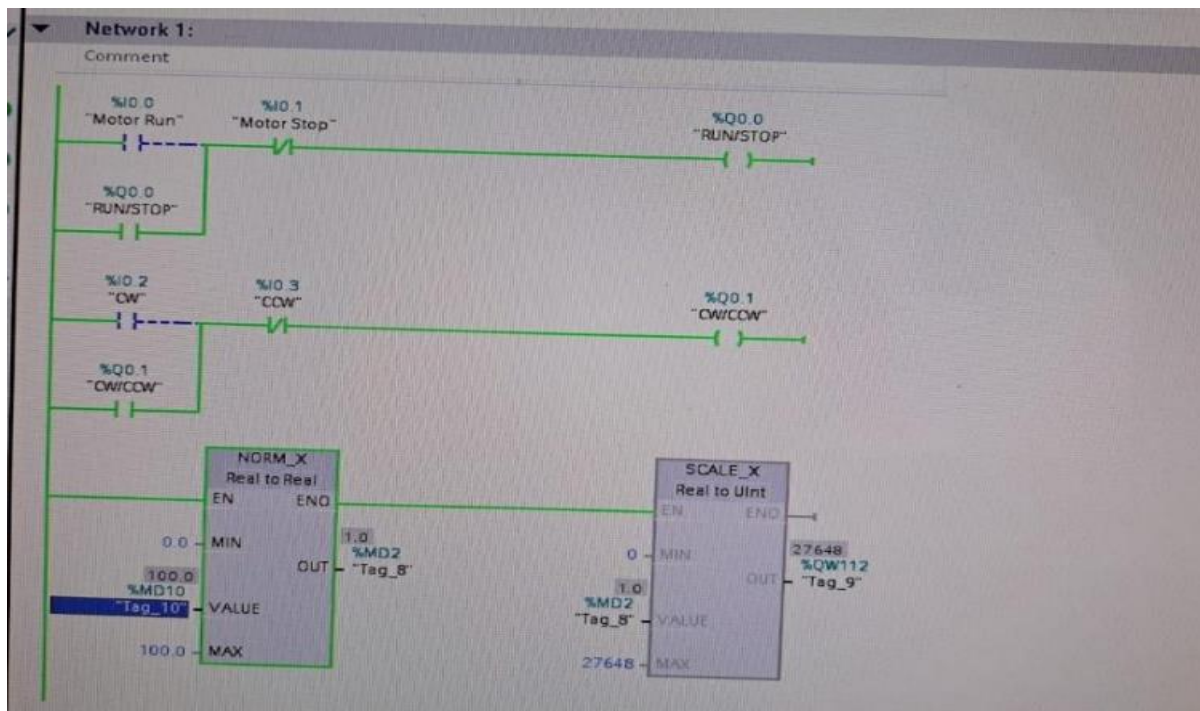 Network 1:
Comment
%I0.0
"Motor Run"
%I0.1
"Motor Stop"
%Q0.0
"RUN/STOP"
%Q0.0
"RUN/STOP"
%I0.2
"CW"
%I0.3
"CCW"
%Q0.1
"CW/CCW"
%Q0.1
"CW/CCW"
NORM_X
Real to Real
EN ENO
0.0 MIN
1.0
%MD2
OUT "Tag_8"
100.0
%MD10
"Tag_10" VALUE
100.0 MAX
SCALE_X
Real to UInt
EN ENO
0 MIN
27648
%QW112
OUT "Tag_9"
1.0
%MD2
"Tag_8" VALUE
27648 MAX